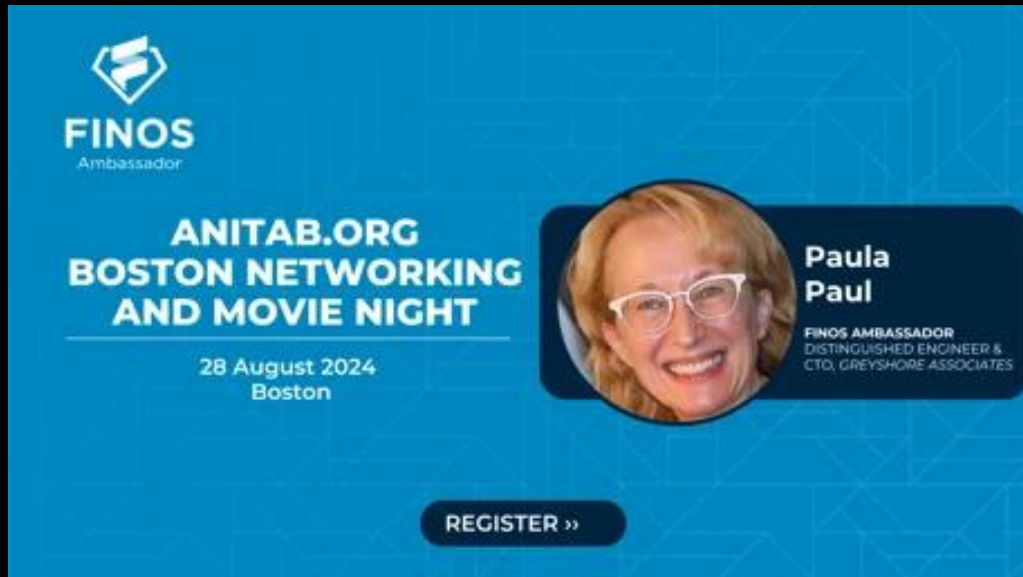 FINOS
Ambassador
ANITAB.ORG
BOSTON NETWORKING
AND MOVIE NIGHT
28 August 2024
Boston
Paula
Paul
FINOS AMBASSADOR
DISTINGUISHED ENGINEER &
CTO, GREYSHORE ASSOCIATES
REGISTER ››